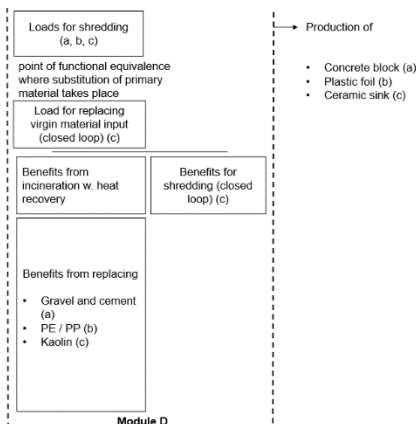 Loads for shredding
(a, b, c)
point of functional equivalence
where substitution of primary
material takes place
Load for replacing
virgin material input
(closed loop) (c)
Benefits from
incineration w. heat
recovery
Benefits for
shredding (closed
loop) (c)
Benefits from replacing
• Gravel and cement
(a)
• PE / PP (b)
• Kaolin (c)
Module D
Production of
• Concrete block (a)
• Plastic foil (b)
• Ceramic sink (c)